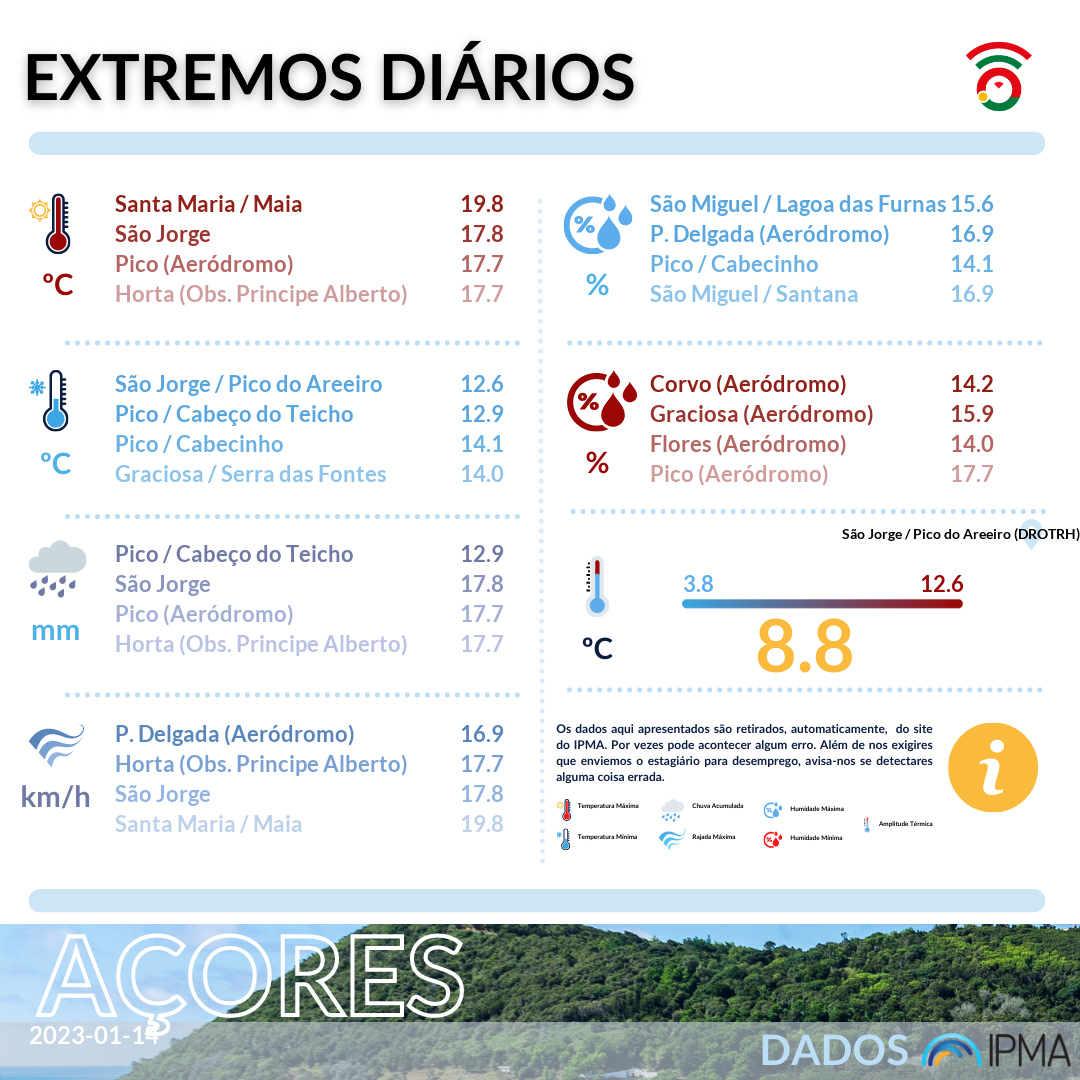 EXTREMOS DIÁRIOS
Santa Maria / Maia 19.8
São Jorge 17.8
Pico (Aeródromo) 17.7
Horta (Obs. Principe Alberto) 17.7
ºC
São Jorge / Pico do Areeiro 12.6
Pico / Cabeço do Teicho 12.9
Pico / Cabecinho 14.1
Graciosa / Serra das Fontes 14.0
ºC
Pico / Cabeço do Teicho 12.9
São Jorge 17.8
Pico (Aeródromo) 17.7
Horta (Obs. Principe Alberto) 17.7
mm
P. Delgada (Aeródromo) 16.9
Horta (Obs. Principe Alberto) 17.7
São Jorge 17.8
Santa Maria / Maia 19.8
km/h
%
São Miguel / Lagoa das Furnas 15.6
P. Delgada (Aeródromo) 16.9
Pico / Cabecinho 14.1
São Miguel / Santana 16.9
%
%
Corvo (Aeródromo) 14.2
Graciosa (Aeródromo) 15.9
Flores (Aeródromo) 14.0
Pico (Aeródromo) 17.7
%
São Jorge / Pico do Areeiro (DROTRH)
3.8 12.6
8.8
ºC
Os dados aqui apresentados são retirados, automaticamente, do site
do IPMA. Por vezes pode acontecer algum erro. Além de nos exigires
que enviemos o estagiário para desemprego, avisa-nos se detectares
alguma coisa errada.
i
Temperatura Máxima Chuva Acumulada Humidade Máxima
Amplitude Térmica
Temperatura Mínima Rajada Máxima Humidade Mínima
AÇORES
2023-01-14
DADOS IPMA